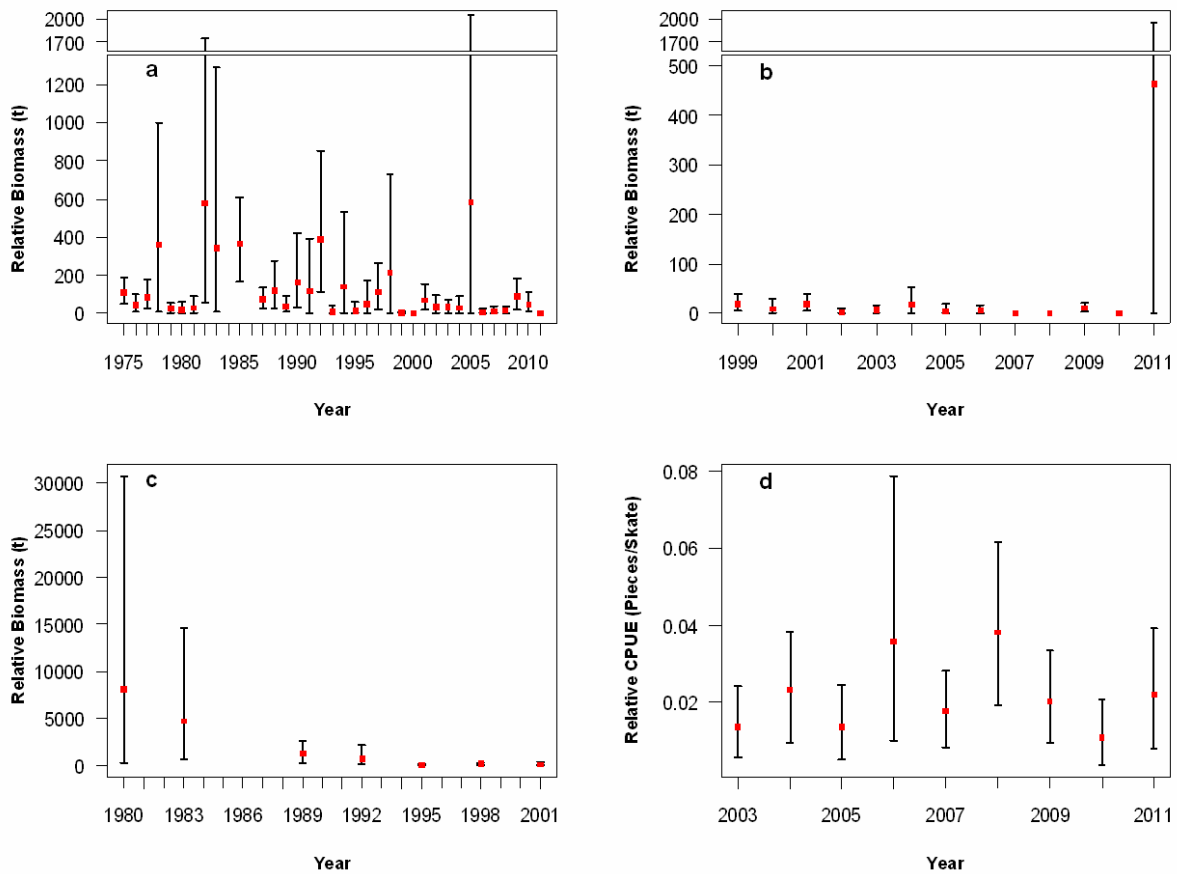 a
Relative Biomass (t)
2000
1700
1200
1000
800
600
400
200
0
1975 1980 1985 1990 1995 2000 2005 2010
Year
b
Relative Biomass (t)
2000
1700
500
400
300
200
100
0
1999 2001 2003 2005 2007 2009 2011
Year
c
Relative Biomass (t)
30000
25000
20000
15000
10000
5000
0
1980 1983 1986 1989 1992 1995 1998 2001
Year
d
Relative CPUE (Pieces/Skate)
0.08
0.06
0.04
0.02
2003 2005 2007 2009 2011
Year